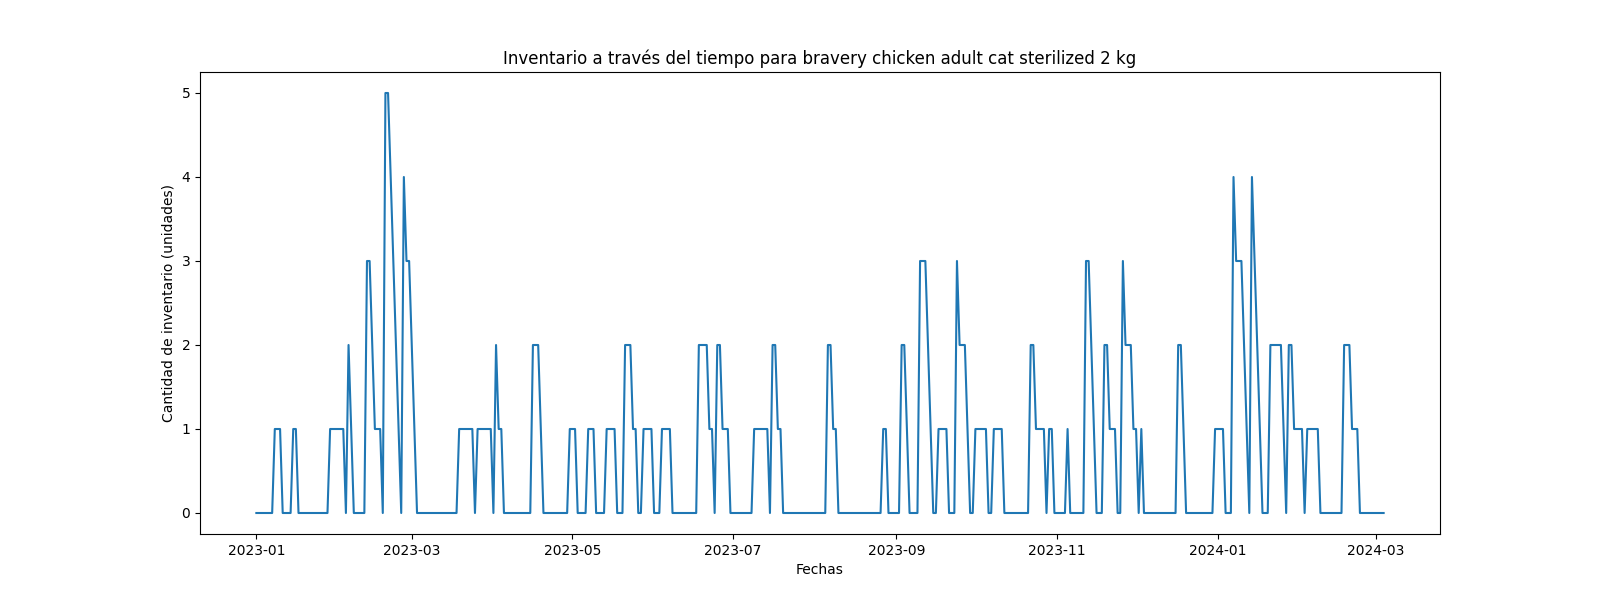 Inventario a través del tiempo para bravery chicken adult cat sterilized 2 kg
Cantidad de inventario (unidades)
5
4
3
2
1
0
2023-01 2023-03 2023-05 2023-07 2023-09 2023-11 2024-01 2024-03
Fechas